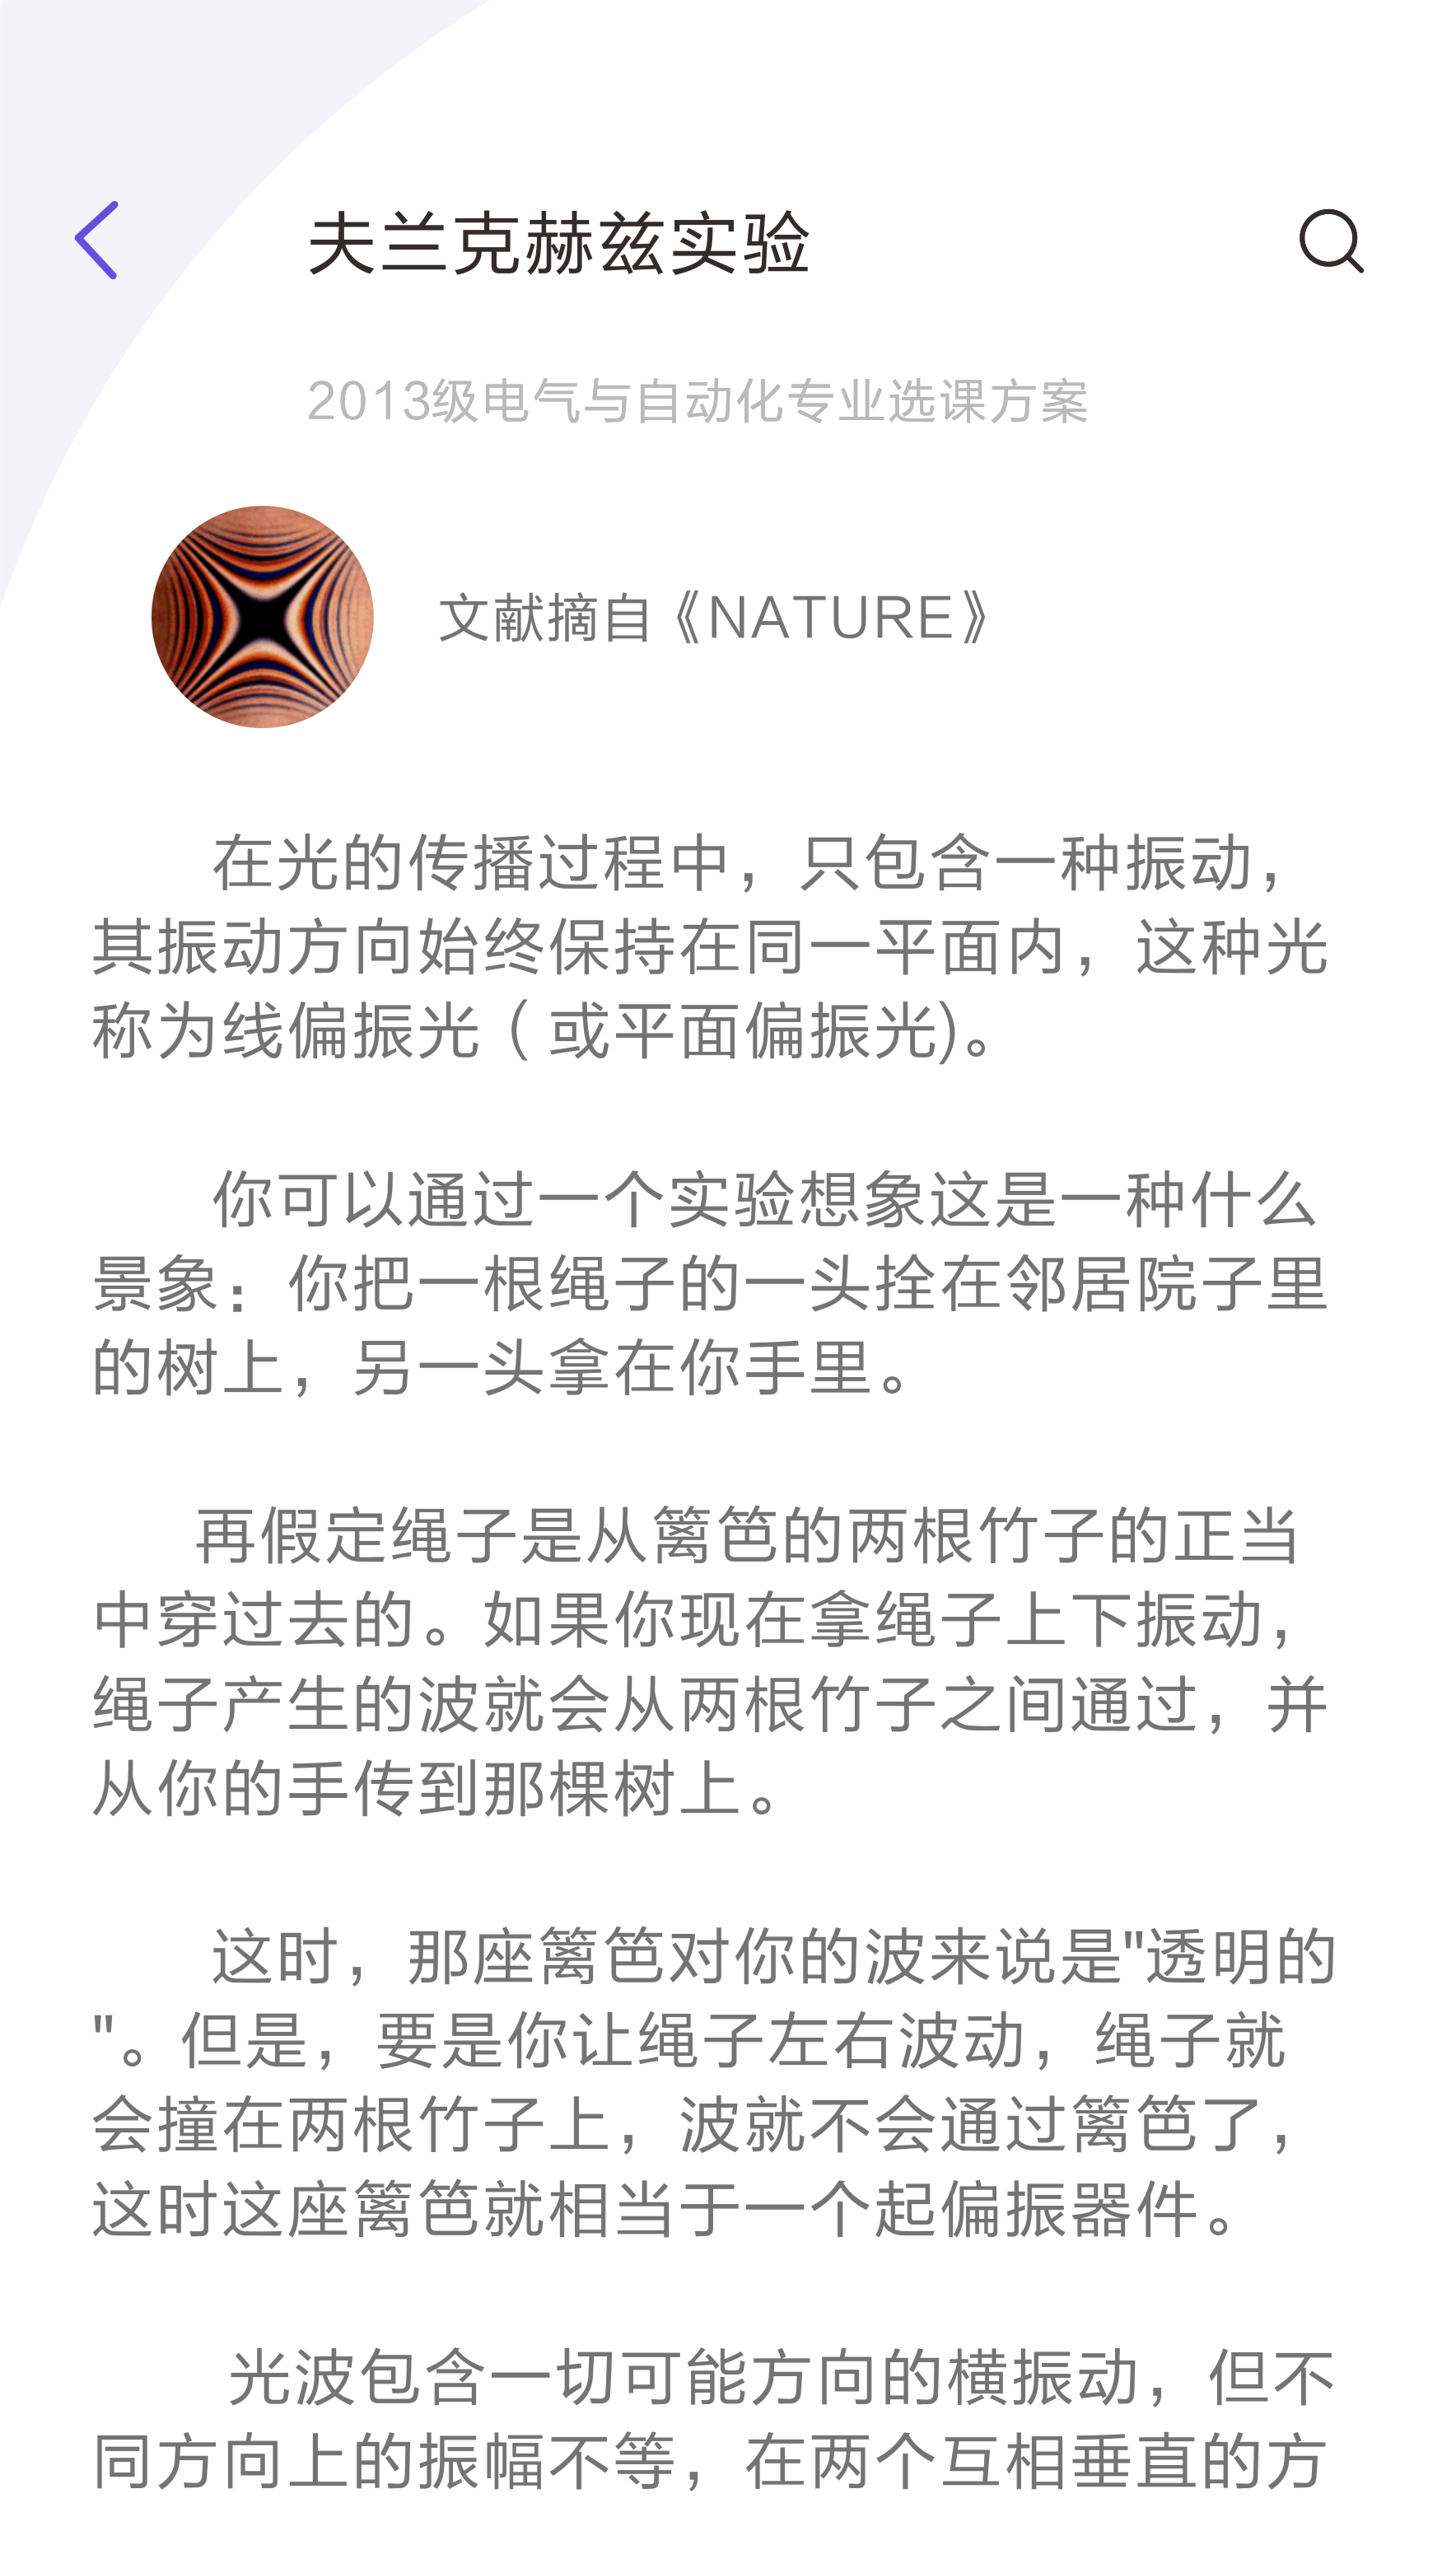 夫兰克赫兹实验
2013级电气与自动化专业选课方案
文献摘自《NATURE》
在光的传播过程中，只包含一种振动，
其振动方向始终保持在同一平面内，这种光
称为线偏振光（或平面偏振光)。
你可以通过一个实验想象这是一种什么
景象：你把一根绳子的一头拴在邻居院子里
的树上，另一头拿在你手里。
再假定绳子是从篱笆的两根竹子的正当
中穿过去的。如果你现在拿绳子上下振动，
绳子产生的波就会从两根竹子之间通过，并
从你的手传到那棵树上。
这时，那座篱笆对你的波来说是"透明的
"。但是，要是你让绳子左右波动，绳子就
会撞在两根竹子上，波就不会通过篱笆了，
这时这座篱笆就相当于一个起偏振器件。
光波包含一切可能方向的横振动，但不
同方向上的振幅不等，在两个互相垂直的方